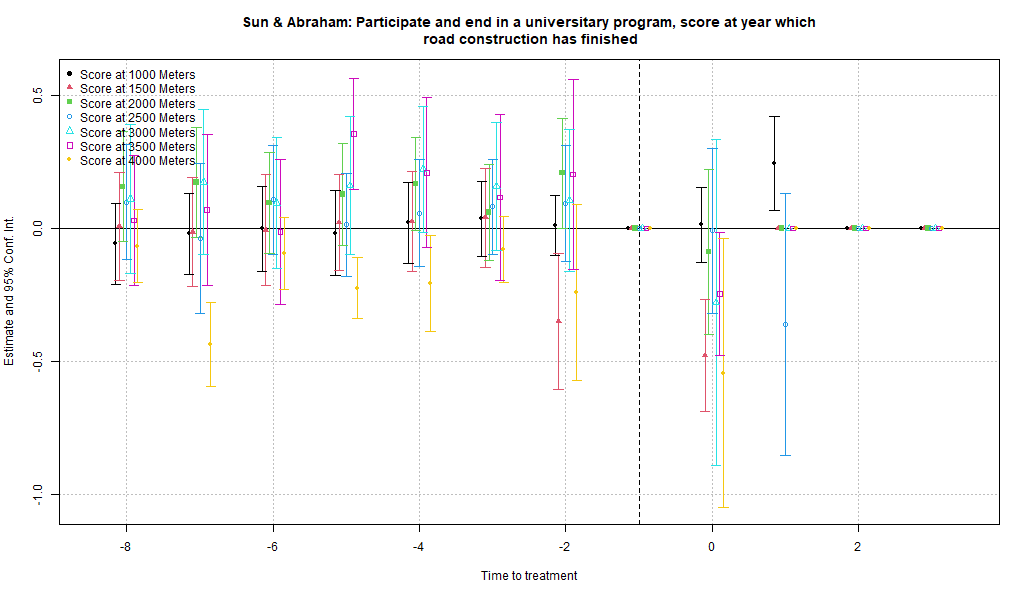 Sun & Abraham: Participate and end in a universitary program, score at year which
road construction has finished
Score at 1000 Meters
Score at 1500 Meters
Score at 2000 Meters
Score at 2500 Meters
Score at 3000 Meters
Score at 3500 Meters
Score at 4000 Meters
Estimate and 95% Conf. Int.
0.5
0.0
-0.5
-1.0
-8 -6 -4 -2 0 2
Time to treatment